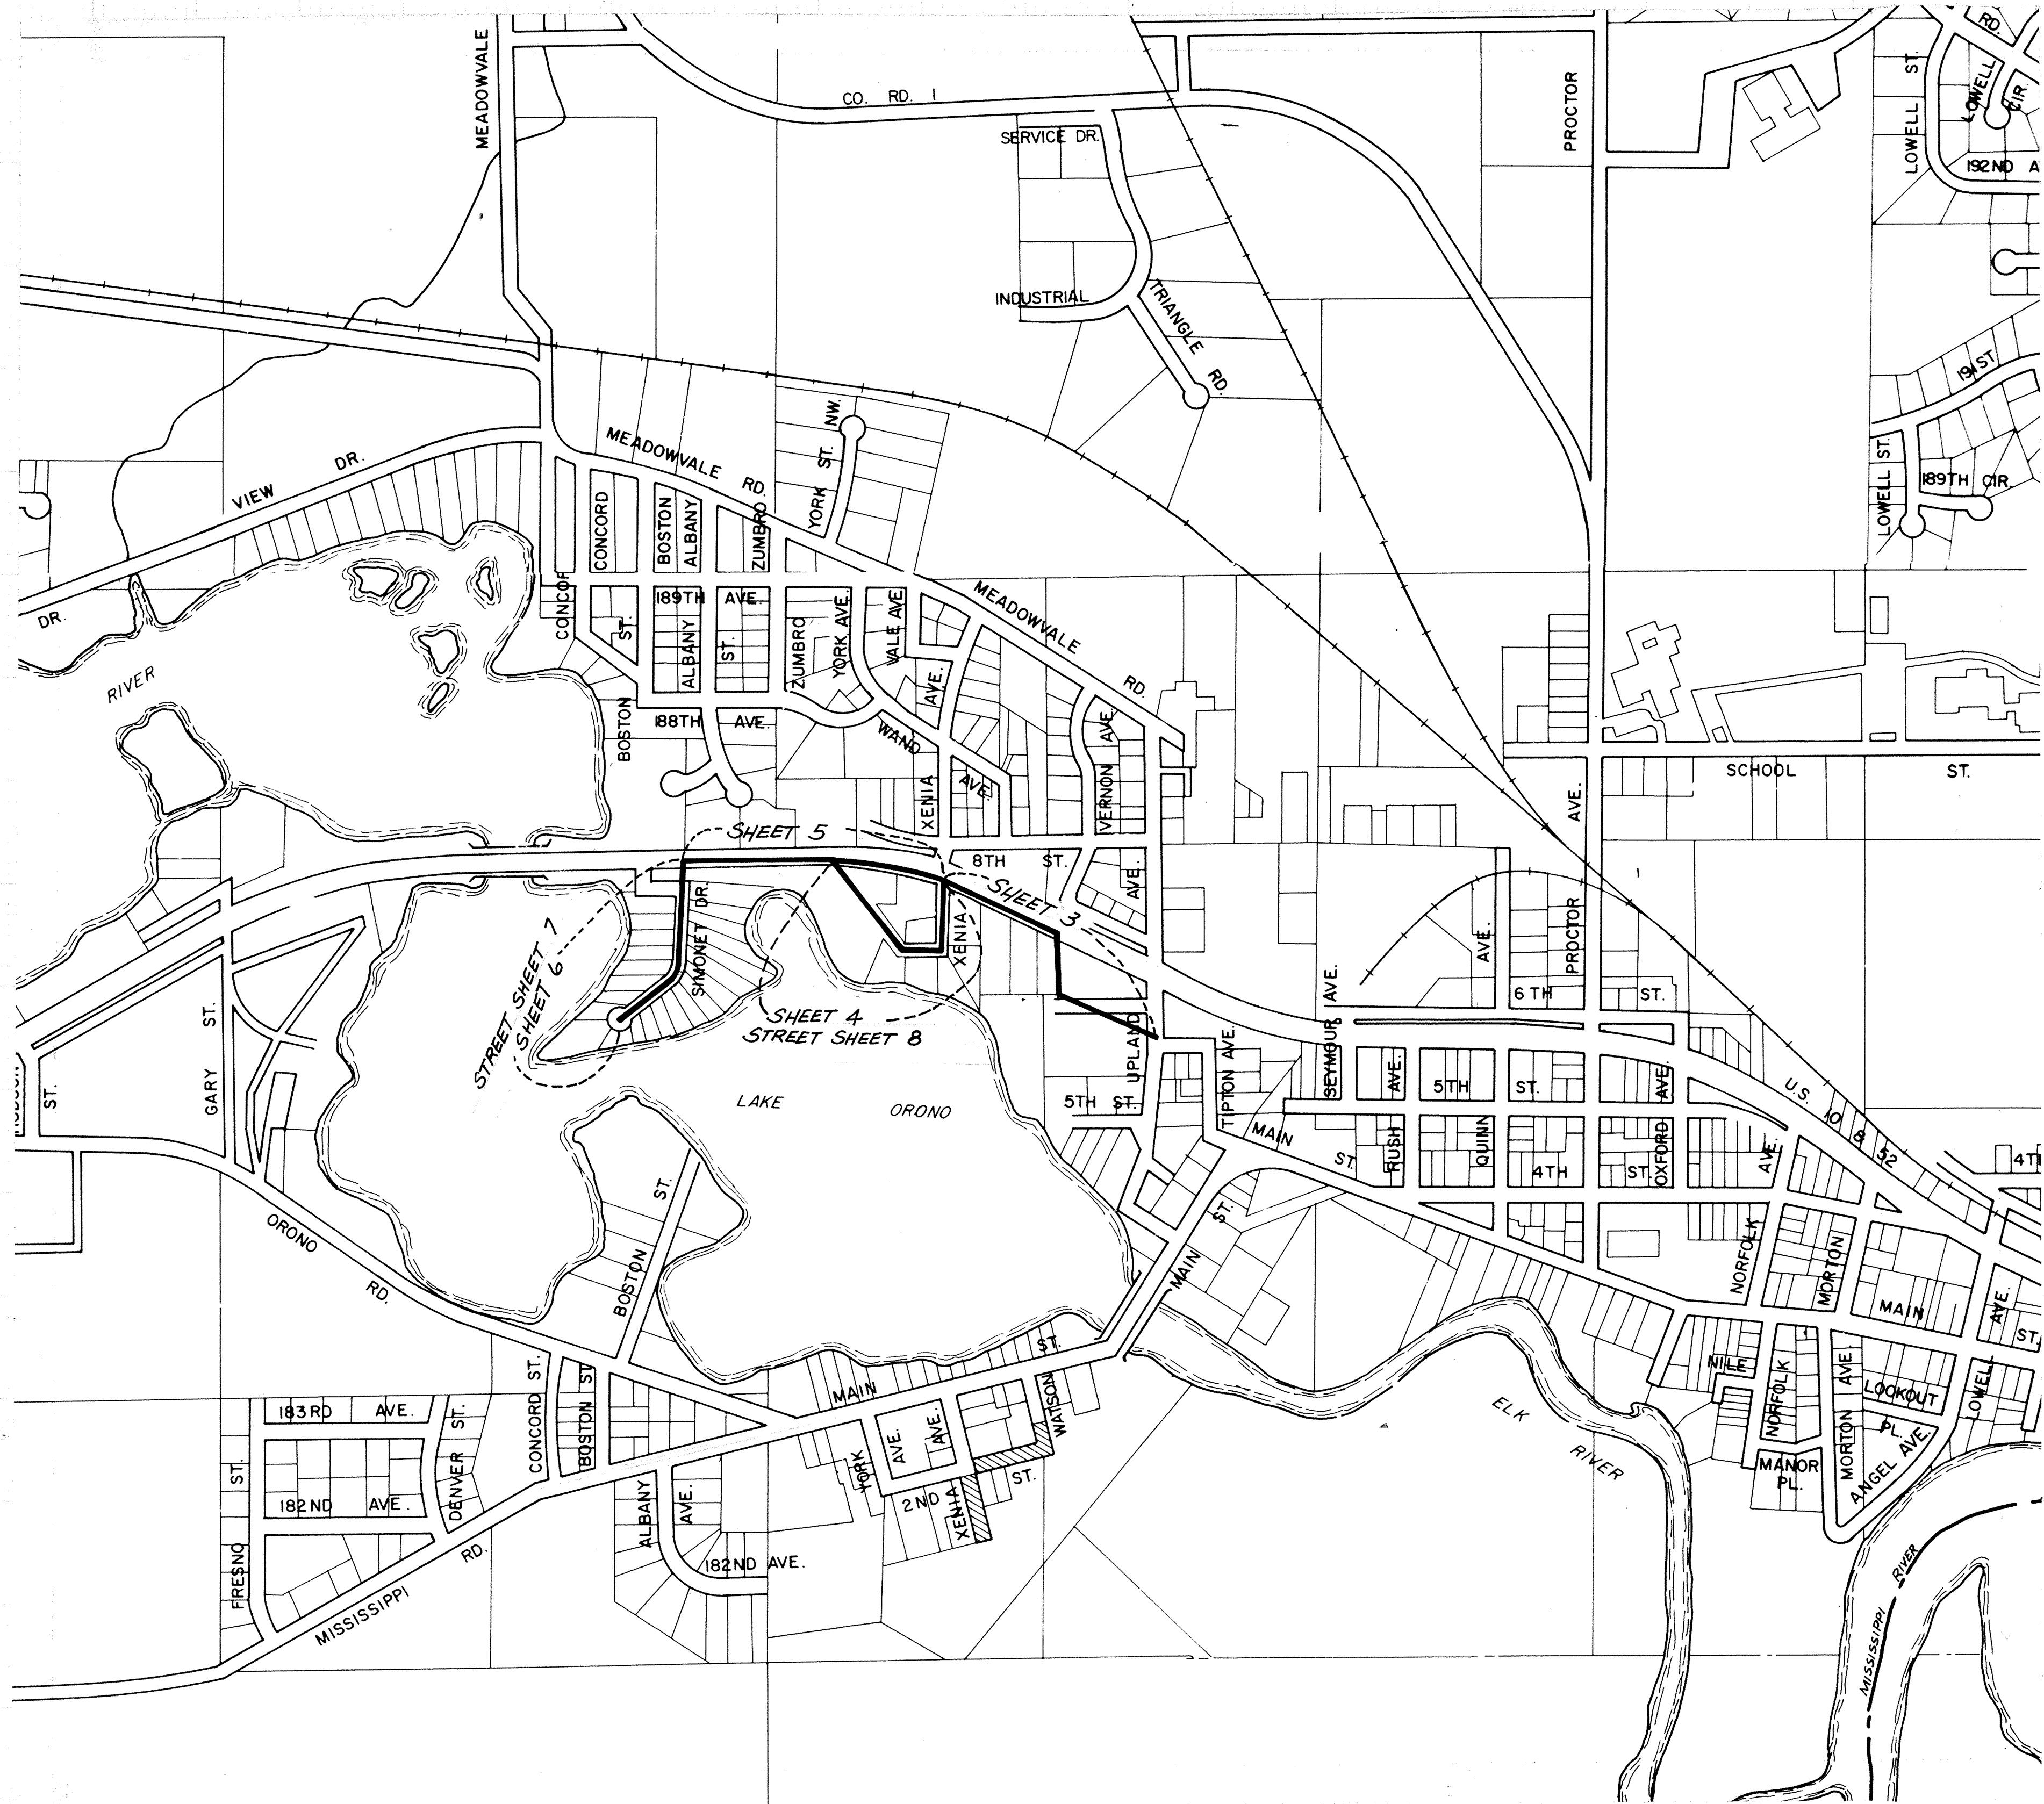 MEADOWVALE
CO. RD. 1
SERVICE DR.
PROCTOR
LOWELL ST.
RD.
LOWELL CIR.
192ND A
INDUSTRIAL
TRIANGLE RD.
191ST
LOWELL ST.
189TH CIR.
VIEW DR.
DR.
MEADOWVALE RD.
YORK ST. NW.
CONCORD
BOSTON
ALBANY
ZUMBRO
CONCOR
ST.
189TH AVE.
ALBANY ST.
ZUMBRO
YORK AVE.
VALE AVE
MEADOWVALE RD.
RIVER
BOSTON
188TH AVE.
WAND AVE.
AVE.
XENIA
VERNON AVE.
SCHOOL ST.
AVE.
SHEET 5
8TH ST.
SHEET 3
AVE.
XENIA
SIMONET DR.
STREET SHEET 7
SHEET 6
SHEET 4
STREET SHEET 8
AVE.
PROCTOR
6TH ST.
GARY ST.
ST.
UPLAND
TIPTON AVE.
SEYMOUR AVE.
RUSH AVE.
5TH ST.
QUINN
OXFORD AVE.
U.S. 10 & 52
LAKE ORONO
5TH ST.
MAIN ST.
4TH ST.
AVE.
4TH
BOSTON ST.
ORONO RD.
MAIN ST.
NORFOLK
MORTON
MAIN ST.
AVE.
MAIN ST.
CONCORD ST.
BOSTON ST.
WATSON
NILE
NORFOLK
MORTON AVE.
LOOKOUT PL.
LOWELL
ELK RIVER
183RD AVE.
DENVER ST.
YORK AVE.
AVE.
MANOR PL.
ANGEL AVE.
FRESNO ST.
182ND AVE.
ALBANY AVE.
2ND ST.
XENIA
182ND AVE.
MISSISSIPPI RD.
MISSISSIPPI RIVER